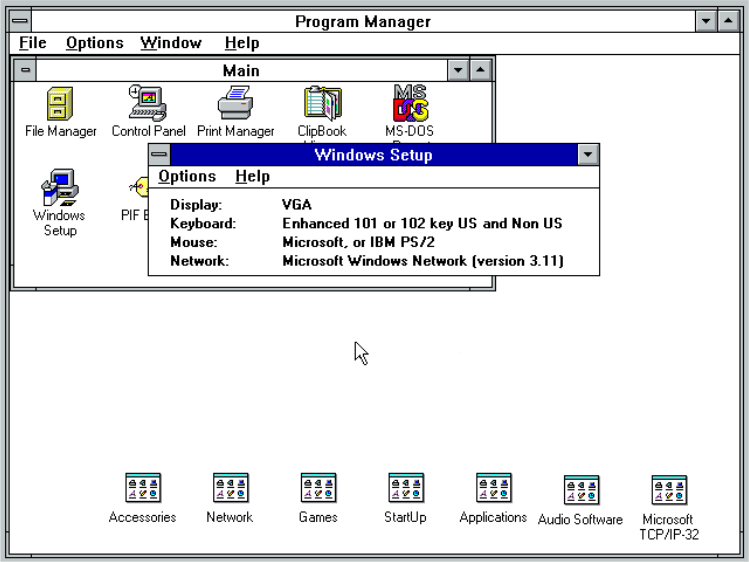 Program Manager
File Options Window Help
Main
File Manager Control Panel Print Manager ClipBook MS-DOS
MS DOS
Windows Setup
Options Help
Windows Setup
PIF
Display: VGA
Keyboard: Enhanced 101 or 102 key US and Non US
Mouse: Microsoft, or IBM PS/2
Network: Microsoft Windows Network (version 3.11)
Accessories Network Games StartUp Applications Audio Software Microsoft TCP/IP-32